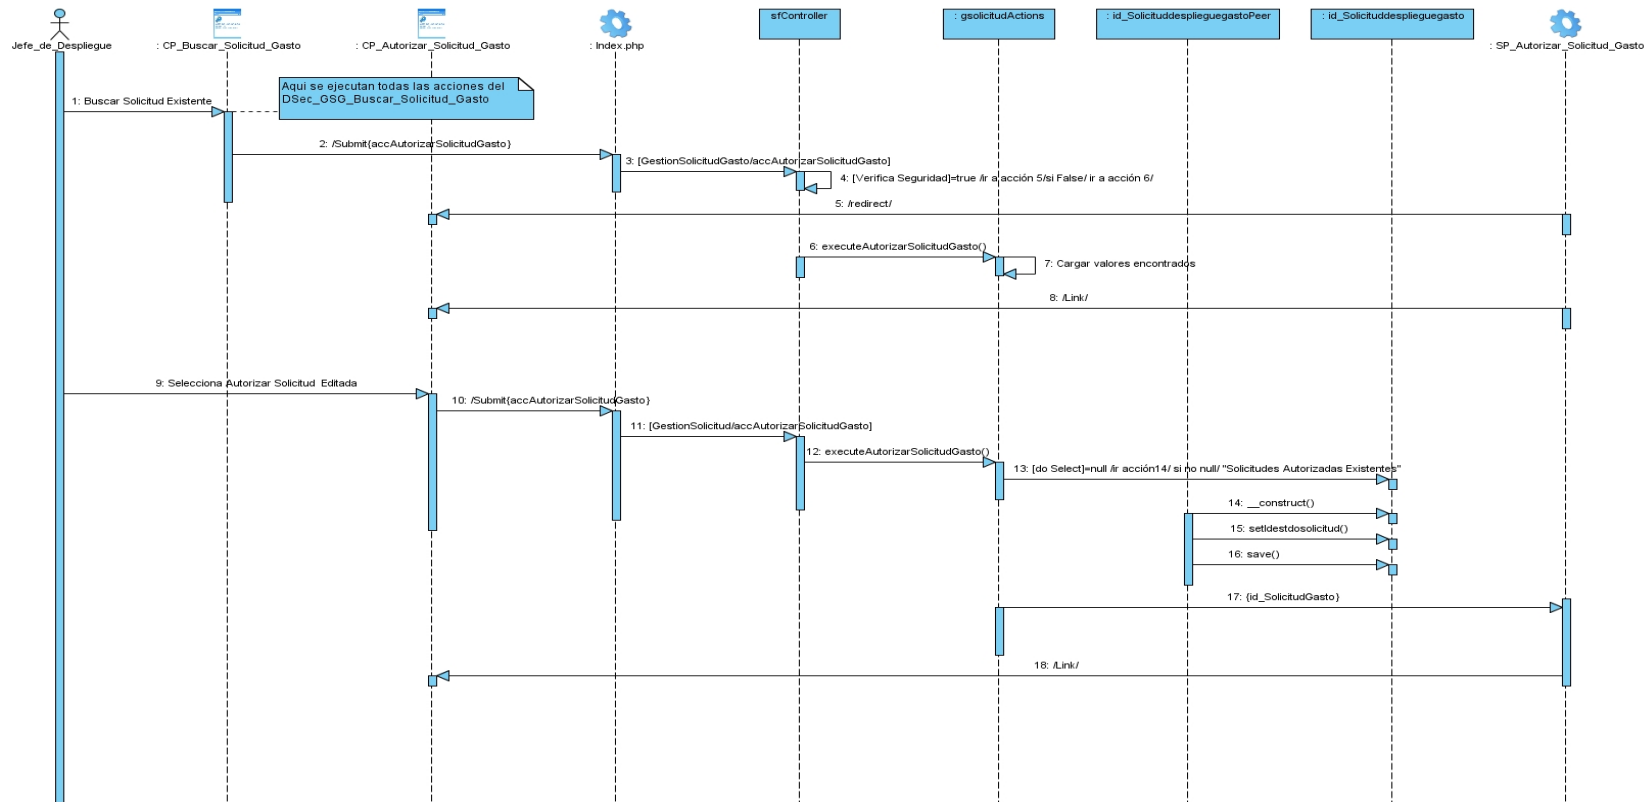 sfController
: gsolicitudActions
: id_SolicituddespliguegastoPeer
: id_Solicituddesplieguegasto
Jefe_de_Despliegue
: CP_Buscar_Solicitud_Gasto
: CP_Autorizar_Solicitud_Gasto
: Index.php
: SP_Autorizar_Solicitud_Gasto
Aqui se ejecutan todas las acciones del
DSec_GSG_Buscar_Solicitud_Gasto
1: Buscar Solicitud Existente
2: /Submit{accAutorizarSolicitudGasto}
3: [GestionSolicitudGasto/accAutorizarSolicitudGasto]
4: [Verifica Seguridad]=true /ir a acción 5/si False/ ir a acción 6/
5: /redirect/
6: executeAutorizarSolicitudGasto()
7: Cargar valores encontrados
8: /Link/
9: Selecciona Autorizar Solicitud Editada
10: /Submit{accAutorizarSolicitudGasto}
11: [GestionSolicitud/accAutorizarSolicitudGasto]
12: executeAutorizarSolicitudGasto()
13: [do Select]=null /ir acción14/ si no null/ "Solicitudes Autorizadas Existentes"
14: __construct()
15: setIdestdosolicitud()
16: save()
17: {id_SolicitudGasto}
18: /Link/